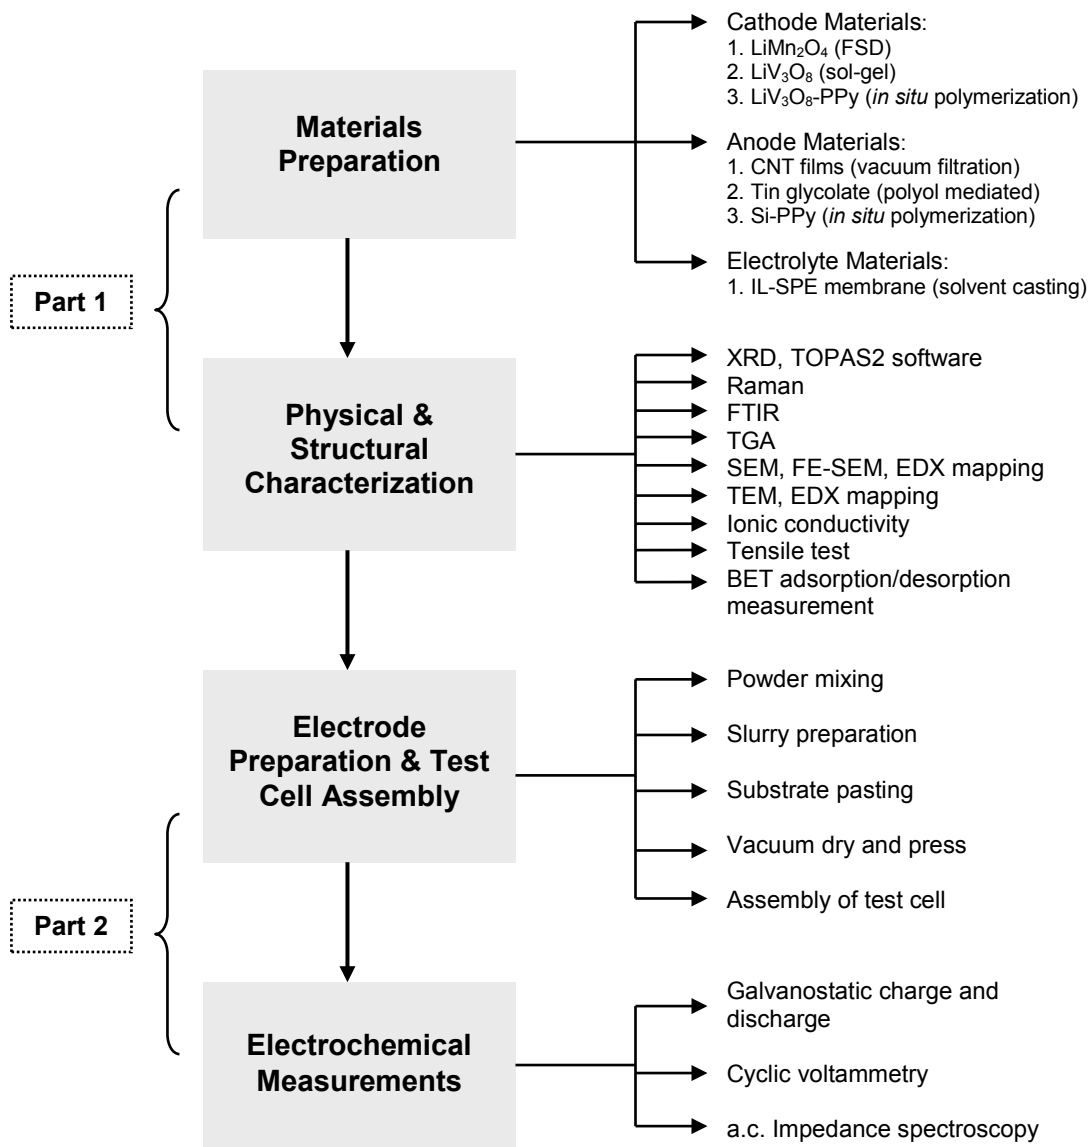 Materials
Preparation
Cathode Materials:
1. LiMn₂O₄ (FSD)
2. LiV₃O₈ (sol-gel)
3. LiV₃O₈-PPy (in situ polymerization)
Anode Materials:
1. CNT films (vacuum filtration)
2. Tin glycolate (polyol mediated)
3. Si-PPy (in situ polymerization)
Electrolyte Materials:
1. IL-SPE membrane (solvent casting)
Part 1
Physical &
Structural
Characterization
XRD, TOPAS2 software
Raman
FTIR
TGA
SEM, FE-SEM, EDX mapping
TEM, EDX mapping
Ionic conductivity
Tensile test
BET adsorption/desorption
measurement
Electrode
Preparation & Test
Cell Assembly
Powder mixing
Slurry preparation
Substrate pasting
Vacuum dry and press
Assembly of test cell
Part 2
Electrochemical
Measurements
Galvanostatic charge and
discharge
Cyclic voltammetry
a.c. Impedance spectroscopy